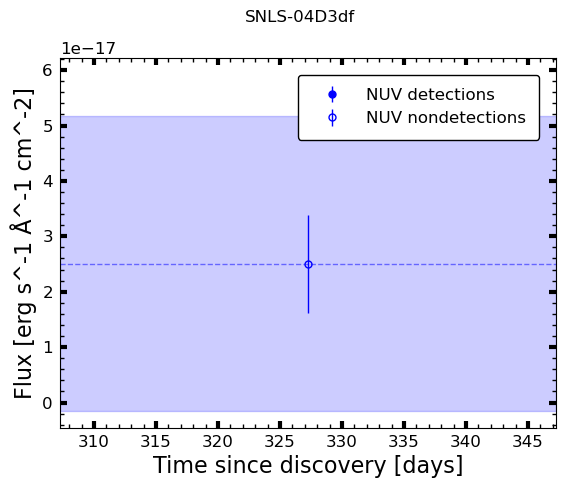 SNLS-04D3df
1e−17
6
5
4
3
2
1
0
Flux [erg s^-1 Å^-1 cm^-2]
NUV detections
NUV nondetections
310 315 320 325 330 335 340 345
Time since discovery [days]